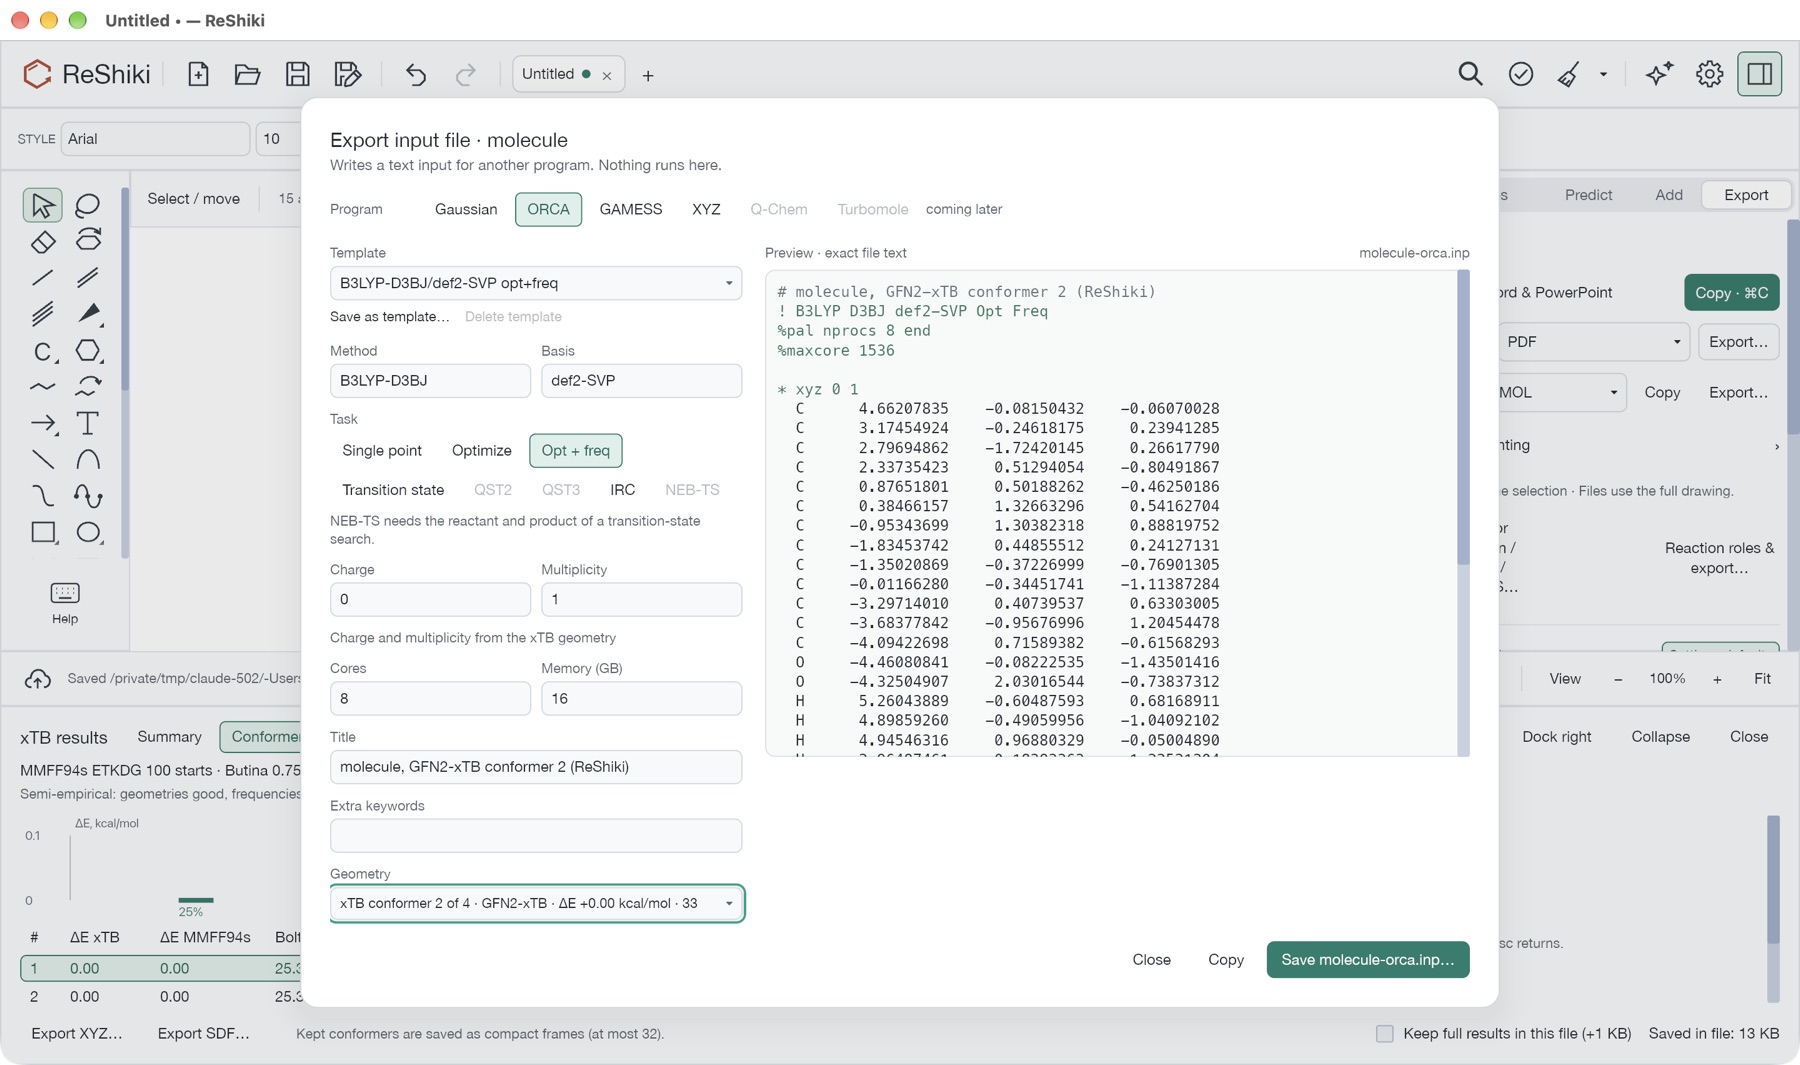 Untitled • — ReShiki
ReShiki
Untitled
STYLE
Arial
10
Select / move
15
Help
Export input file · molecule
Writes a text input for another program. Nothing runs here.
Program
Gaussian
ORCA
GAMESS
XYZ
Q-Chem
Turbomole
coming later
Template
B3LYP-D3BJ/def2-SVP opt+freq
Save as template…
Delete template
Method
Basis
B3LYP-D3BJ
def2-SVP
Task
Single point
Optimize
Opt + freq
Transition state
QST2
QST3
IRC
NEB-TS
NEB-TS needs the reactant and product of a transition-state
search.
Charge
Multiplicity
0
1
Charge and multiplicity from the xTB geometry
Cores
Memory (GB)
8
16
Title
molecule, GFN2-xTB conformer 2 (ReShiki)
Extra keywords
Geometry
xTB conformer 2 of 4 · GFN2-xTB · ΔE +0.00 kcal/mol · 33
Preview · exact file text
molecule-orca.inp
# molecule, GFN2-xTB conformer 2 (ReShiki)
! B3LYP D3BJ def2-SVP Opt Freq
%pal nprocs 8 end
%maxcore 1536
* xyz 0 1
C 4.66207835 -0.08150432 -0.06070028
C 3.17454924 -0.24618175 0.23941285
C 2.79694862 -1.72420145 0.26617790
C 2.33735423 0.51294054 -0.80491867
C 0.87651801 0.50188262 -0.46250186
C 0.38466157 1.32663296 0.54162704
C -0.95343699 1.30382318 0.88819752
C -1.83453742 0.44855512 0.24127131
C -1.35020869 -0.37226999 -0.76901305
C -0.01166280 -0.34451741 -1.11387284
C -3.29714010 0.40739537 0.63303005
C -3.68377842 -0.95676996 1.20454478
C -4.09422698 0.71589382 -0.61568293
O -4.46080841 -0.08222535 -1.43501416
O -4.32504907 2.03016544 -0.73837312
H 5.26043889 -0.60487593 0.68168911
H 4.89859260 -0.49059956 -1.04092102
H 4.94546316 0.96880329 -0.05004890
Close
Copy
Save molecule-orca.inp…
Predict
Add
Export
rd & PowerPoint
Copy · ⌘C
PDF
Export…
MOL
Copy
Export…
nting
e selection · Files use the full drawing.
Reaction roles &
export…
Saved /private/tmp/claude-502/-Users
View
−
100%
+
Fit
xTB results
Summary
Conforme
Dock right
Collapse
Close
MMFF94s ETKDG 100 starts · Butina 0.75
Semi-empirical: geometries good, frequencies
ΔE, kcal/mol
0.1
0
25%
# ΔE xTB ΔE MMFF94s Bolt
1 0.00 0.00 25.3
2 0.00 0.00 25.3
sc returns.
Export XYZ…
Export SDF…
Kept conformers are saved as compact frames (at most 32).
Keep full results in this file (+1 KB)
Saved in file: 13 KB